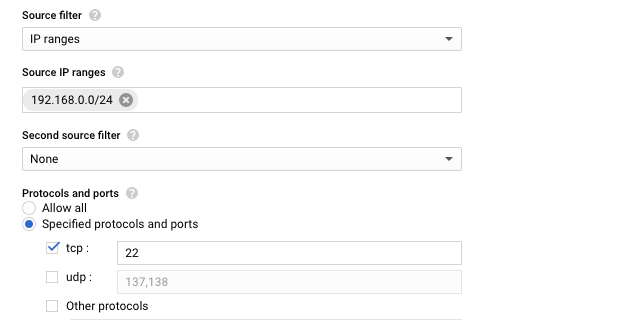 Source filter ?
IP ranges
Source IP ranges ?
192.168.0.0/24
Second source filter ?
None
Protocols and ports ?
Allow all
Specified protocols and ports
tcp : 22
udp : 137,138
Other protocols